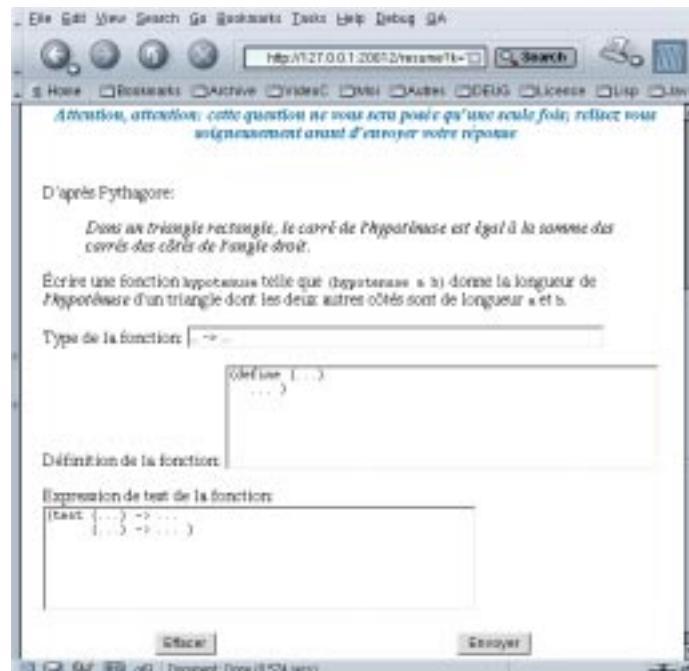 File Edit View Search Go Bookmarks Tasks Help Debug QA
Search
Home Bookmarks Archive VideoC Autres DEUG Licence Lisp
Attention, attention: cette question ne vous sera posée qu'une seule fois; relisez vous
soigneusement avant d'envoyer votre réponse
D'après Pythagore:
Dans un triangle rectangle, le carré de l'hypoténuse est égal à la somme des
carrés des côtés de l'angle droit.
Écrire une fonction hypotenuse telle que (hypotenuse a b) donne la longueur de
l'hypoténuse d'un triangle dont les deux autres côtés sont de longueur a et b.
Type de la fonction: ... -> ...
(define (...)
... )
Définition de la fonction:
Expression de test de la fonction:
(test (...) -> ...
(...) -> ... )
Effacer Envoyer
Document: Done